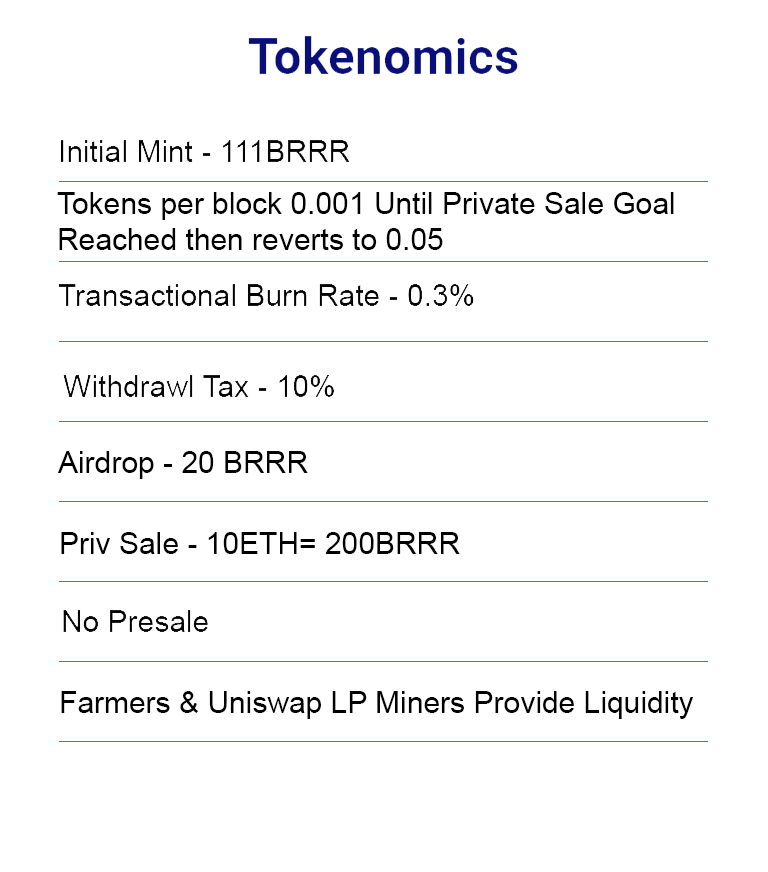 Tokenomics
Initial Mint - 111BRRR
Tokens per block 0.001 Until Private Sale Goal
Reached then reverts to 0.05
Transactional Burn Rate - 0.3%
Withdrawl Tax - 10%
Airdrop - 20 BRRR
Priv Sale - 10ETH= 200BRRR
No Presale
Farmers & Uniswap LP Miners Provide Liquidity